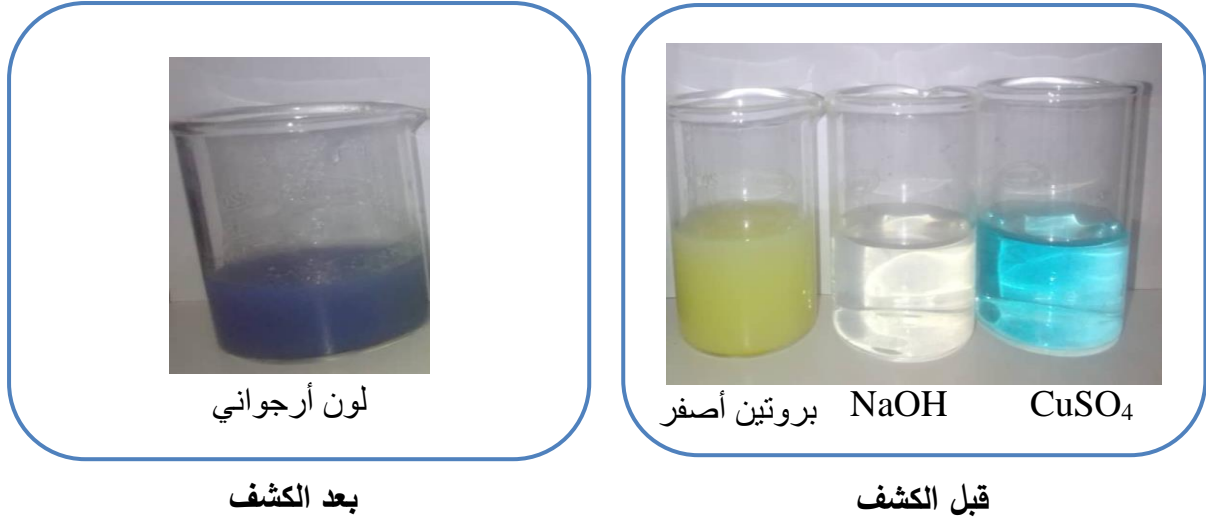 CuSO₄
NaOH
بروتين أصفر
قبل الكشف
لون أرجواني
بعد الكشف